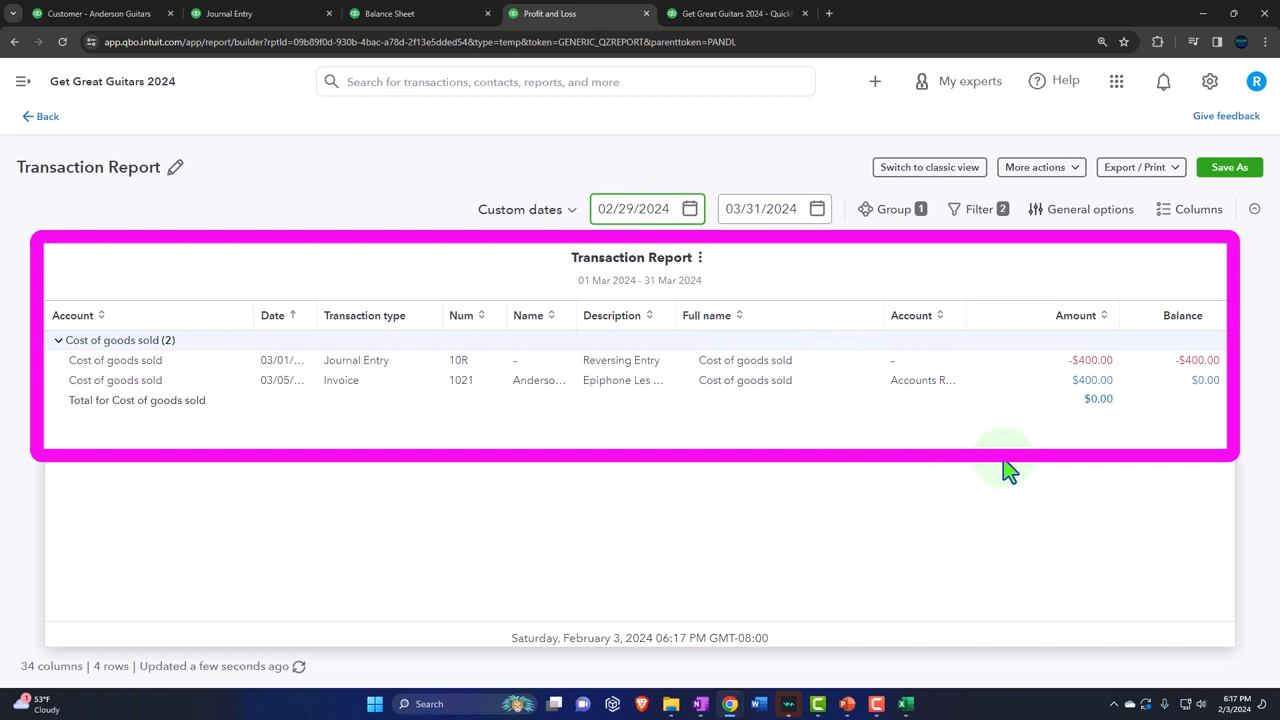 Customer - Anderson Guitars
Journal Entry
Balance Sheet
Profit and Loss
Get Great Guitars 2024 - Quick
app.qbo.intuit.com/app/report/builder?rptId=09b89f0d-930b-4bac-a78d-2f13e5dded54&type=temp&token=GENERIC_QZREPORT&parenttoken=PANDL
Get Great Guitars 2024
Search for transactions, contacts, reports, and more
My experts
Help
R
Back
Give feedback
Transaction Report
Switch to classic view
More actions
Export / Print
Save As
Custom dates
02/29/2024
03/31/2024
Group 1
Filter 2
General options
Columns
Transaction Report
01 Mar 2024 - 31 Mar 2024
Account Date Transaction type Num Name Description Full name Account Amount Balance
Cost of goods sold (2)
Cost of goods sold 03/01/... Journal Entry 10R – Reversing Entry Cost of goods sold – -$400.00 -$400.00
Cost of goods sold 03/05/... Invoice 1021 Anderso... Epiphone Les ... Cost of goods sold Accounts R... $400.00 $0.00
Total for Cost of goods sold $0.00
Saturday, February 3, 2024 06:17 PM GMT-08:00
34 columns | 4 rows | Updated a few seconds ago
53°F
Cloudy
Search
6:17 PM
2/3/2024